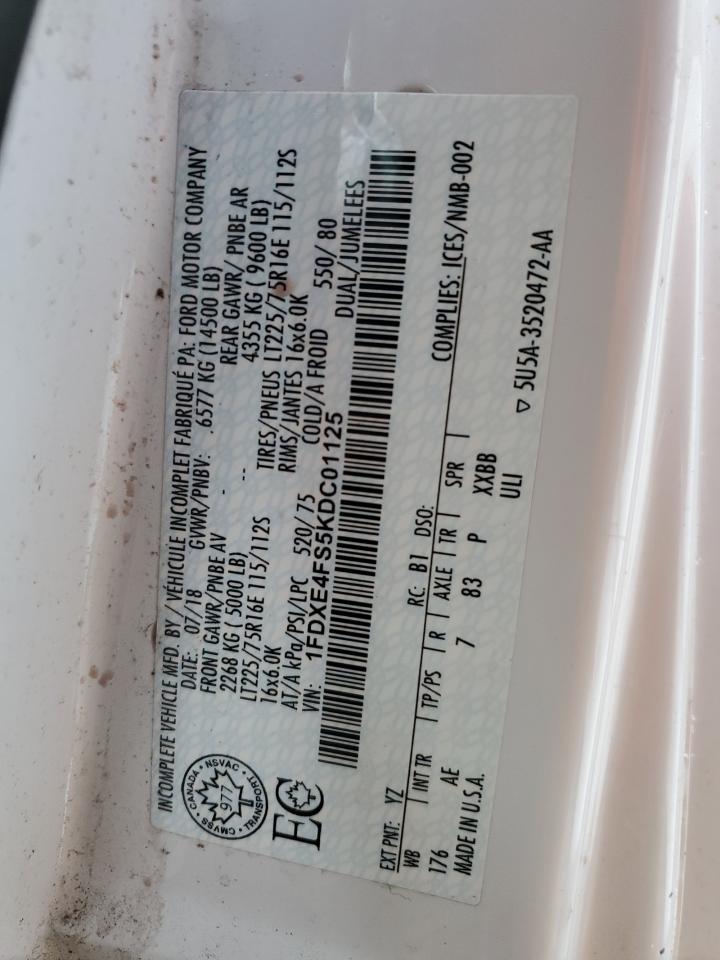 INCOMPLETE VEHICLE MFD. BY / VÉHICULE INCOMPLET FABRIQUÉ PA: FORD MOTOR COMPANY
DATE: 07/18 GVWR/PNBV: 6577 KG (14500 LB)
FRONT GAWR/PNBE AV REAR GAWR/ PNBE AR
2268 KG ( 5000 LB) 4355 KG ( 9600 LB)
LT225/75R16E 115/112S TIRES/PNEUS LT225/75R16E 115/112S
16x6.0K RIMS/JANTES 16x6.0K
AT/A kPa/PSI/LPC 520/ 75 COLD/A FROID 550/ 80
VIN: 1FDXE4FS5KDC01125 DUAL/JUMELEES
CANADA • NSVAC • TRANSPORT • CMVSS
977
EC
EXT PNT: YZ RC: B1 DSO: COMPLIES: ICES/NMB-002
WB | INT TR | TP/PS | R | AXLE | TR | SPR |
176 AE 7 83 P XXBB
MADE IN U.S.A. ULI
▽ 5U5A-3520472-AA